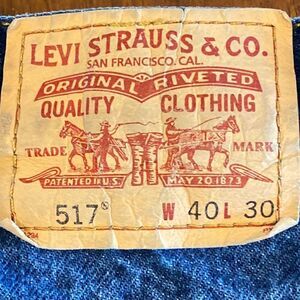 LEVI STRAUSS & CO.
SAN FRANCISCO, CAL.
ORIGINAL RIVETED
QUALITY CLOTHING
TRADE MARK
PATENTED IN U.S. MAY 20 1873
517 W 40 L 30